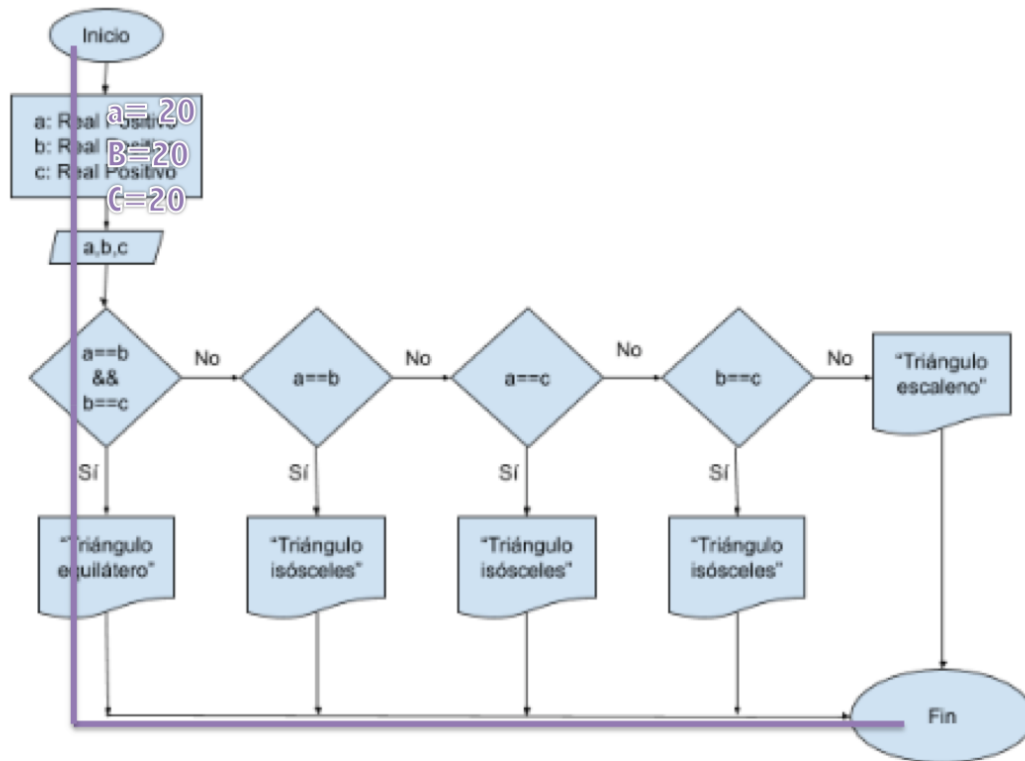 Inicio
a: Real Positivo
b: Real Positivo
c: Real Positivo
a= 20
B=20
C=20
a,b,c
a==b
&&
b==c
No
a==b
No
a==c
No
b==c
No
“Triángulo
escaleno”
Sí
Sí
Sí
Sí
“Triángulo
equilátero”
“Triángulo
isósceles”
“Triángulo
isósceles”
“Triángulo
isósceles”
Fin